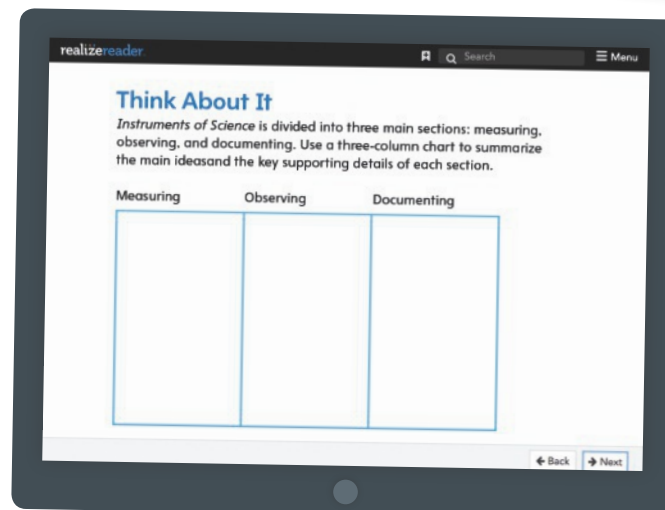 realizereader
Search
Menu
Think About It
Instruments of Science is divided into three main sections: measuring,
observing, and documenting. Use a three-column chart to summarize
the main ideasand the key supporting details of each section.
Measuring Observing Documenting
Back Next